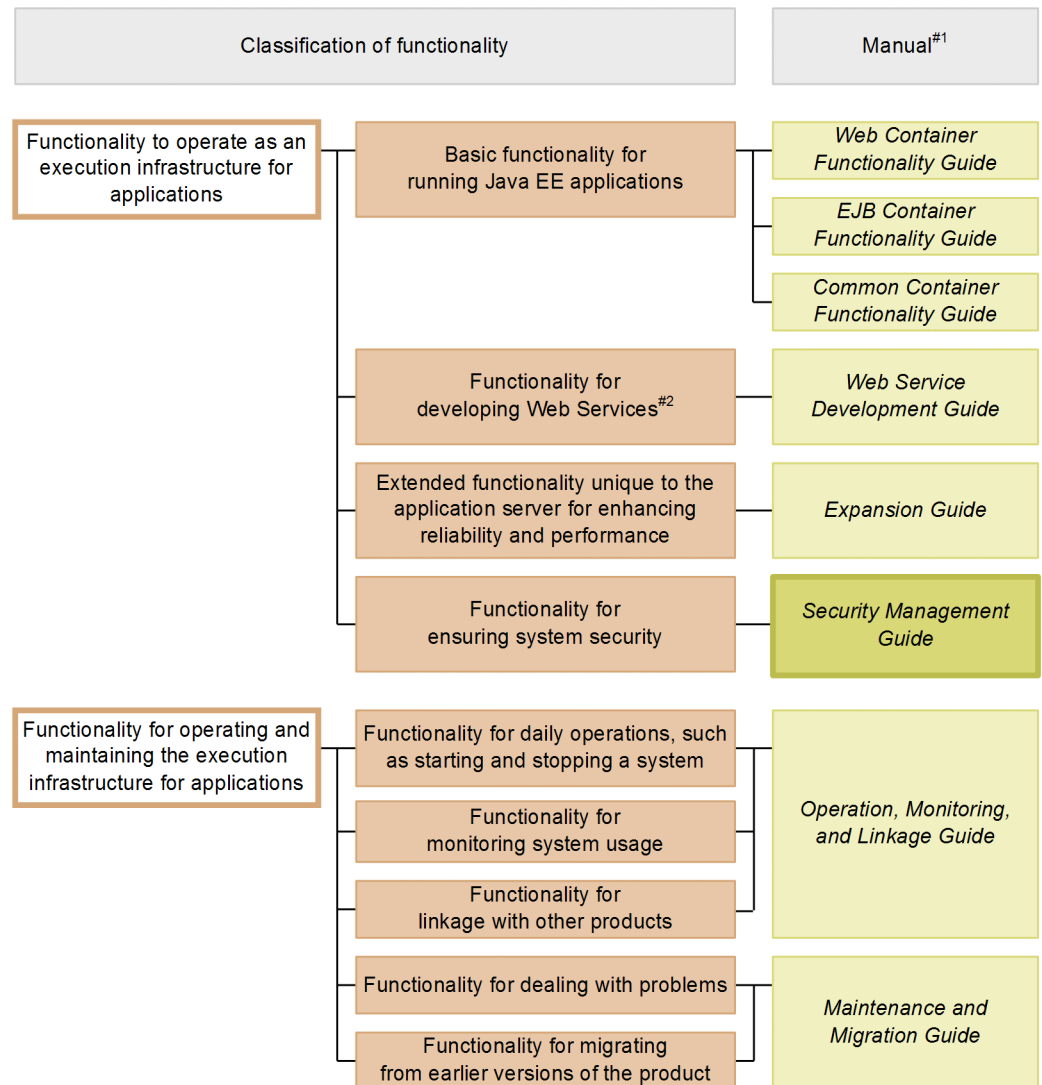 Classification of functionality
Manual#1
Functionality to operate as an
execution infrastructure for
applications
Basic functionality for
running Java EE applications
Web Container
Functionality Guide
EJB Container
Functionality Guide
Common Container
Functionality Guide
Functionality for
developing Web Services#2
Web Service
Development Guide
Extended functionality unique to the
application server for enhancing
reliability and performance
Expansion Guide
Functionality for
ensuring system security
Security Management
Guide
Functionality for operating and
maintaining the execution
infrastructure for applications
Functionality for daily operations, such
as starting and stopping a system
Functionality for
monitoring system usage
Functionality for
linkage with other products
Operation, Monitoring,
and Linkage Guide
Functionality for dealing with problems
Functionality for migrating
from earlier versions of the product
Maintenance and
Migration Guide